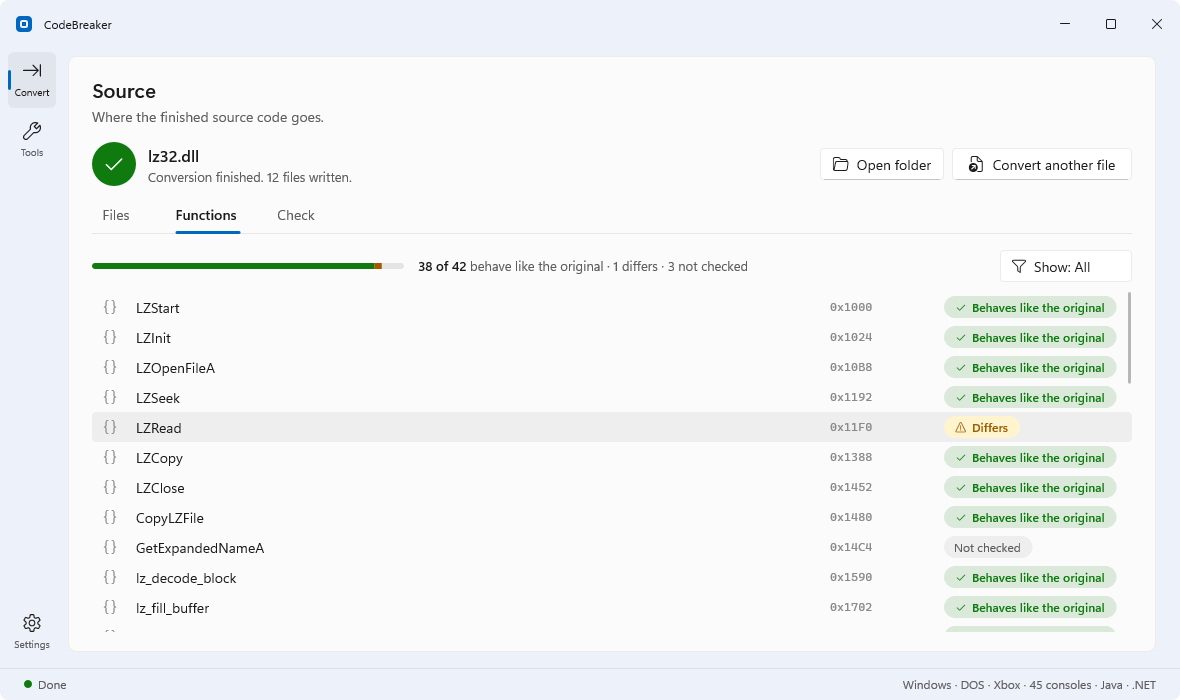 CodeBreaker
Convert
Tools
Source
Where the finished source code goes.
lz32.dll
Conversion finished. 12 files written.
Open folder
Convert another file
Files Functions Check
38 of 42 behave like the original · 1 differs · 3 not checked
Show: All
{} LZStart 0x1000 Behaves like the original
{} LZInit 0x1024 Behaves like the original
{} LZOpenFileA 0x10B8 Behaves like the original
{} LZSeek 0x1192 Behaves like the original
{} LZRead 0x11F0 Differs
{} LZCopy 0x1388 Behaves like the original
{} LZClose 0x1452 Behaves like the original
{} CopyLZFile 0x1480 Behaves like the original
{} GetExpandedNameA 0x14C4 Not checked
{} lz_decode_block 0x1590 Behaves like the original
{} lz_fill_buffer 0x1702 Behaves like the original
Settings
Done
Windows · DOS · Xbox · 45 consoles · Java · .NET